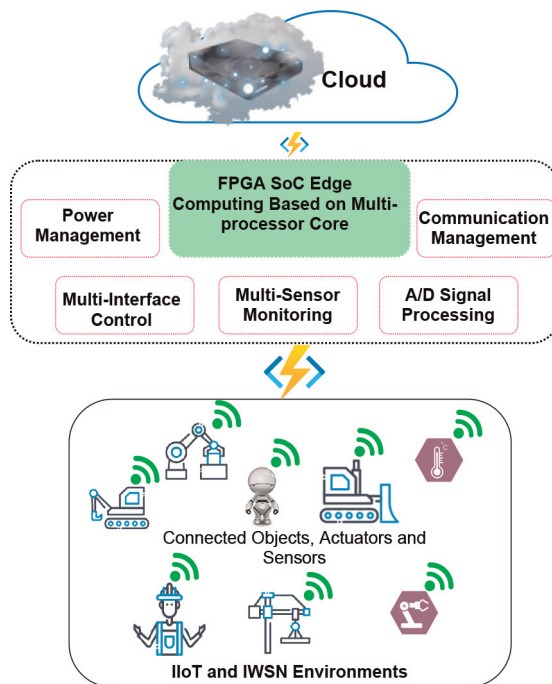 Cloud
FPGA SoC Edge
Computing Based on Multi-
processor Core
Power
Management
Communication
Management
Multi-Interface
Control
Multi-Sensor
Monitoring
A/D Signal
Processing
°C
Connected Objects, Actuators and
Sensors
IIoT and IWSN Environments